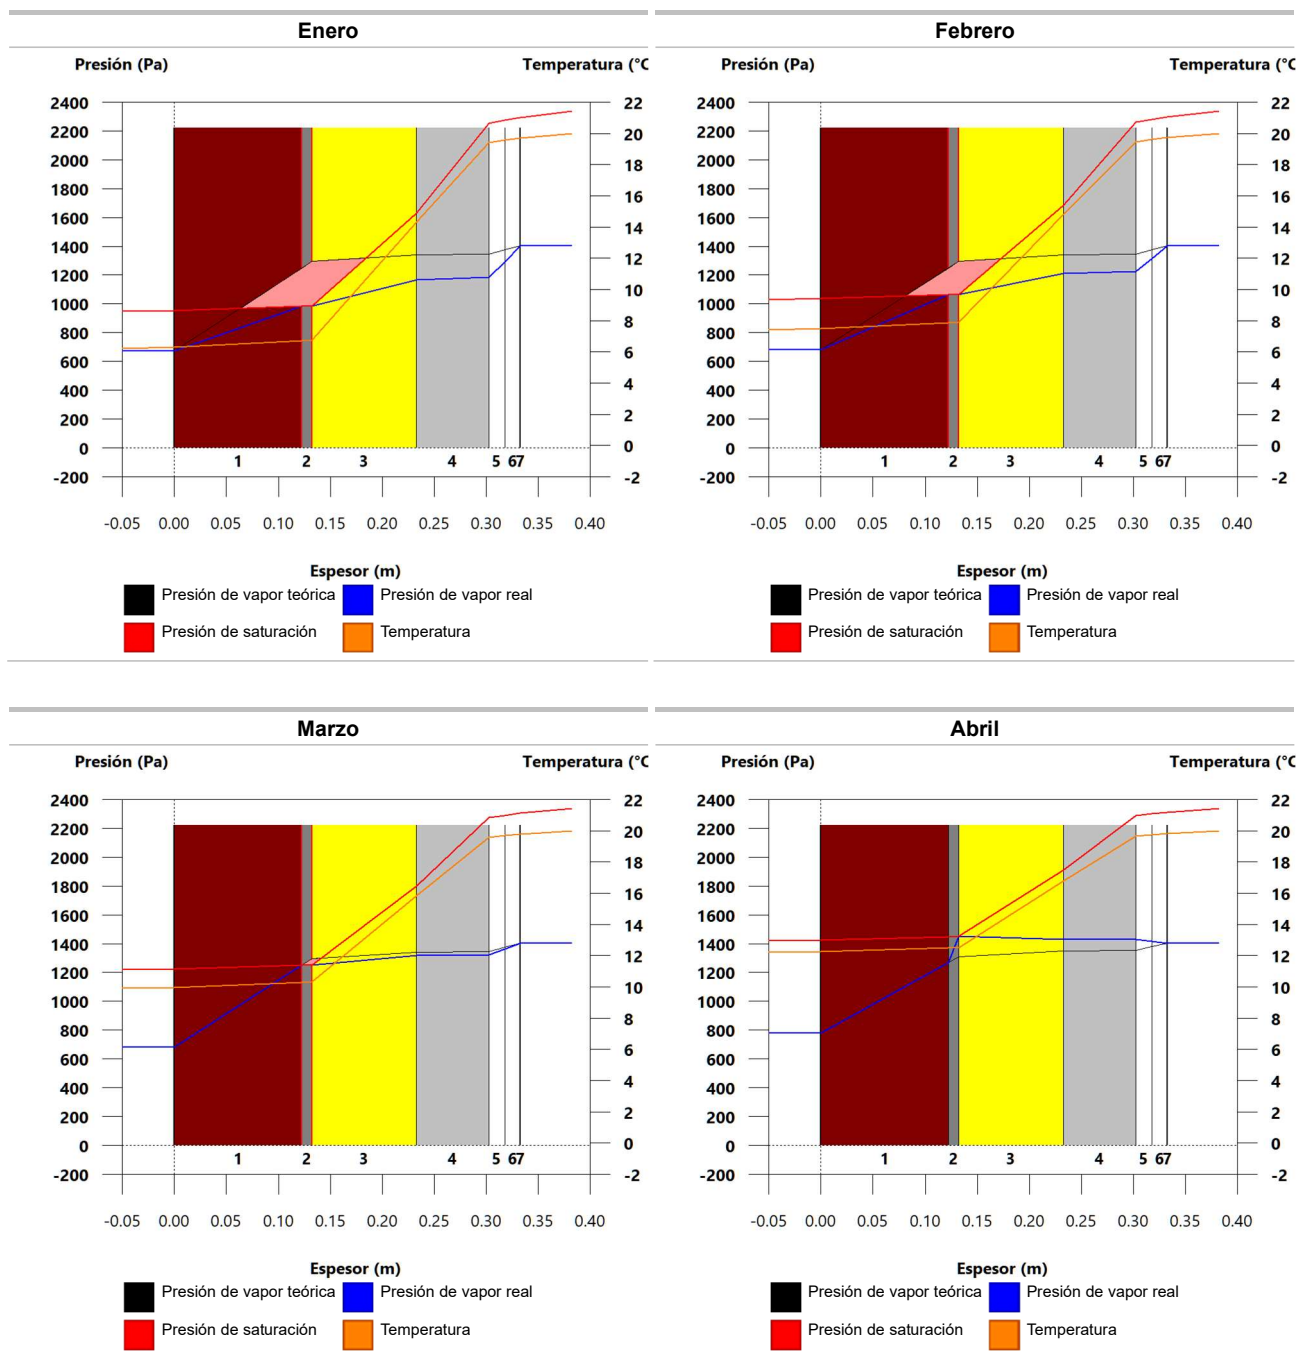 Enero
Presión (Pa) Temperatura (°C
2400 22
2200 20
2000 18
1800 16
1600 14
1400 12
1200 10
1000 8
800 6
600 4
400 2
200 0
0 -2
-200
1 2 3 4 5 67
-0.05 0.00 0.05 0.10 0.15 0.20 0.25 0.30 0.35 0.40
Espesor (m)
Presión de vapor teórica Presión de vapor real
Presión de saturación Temperatura
Febrero
Presión (Pa) Temperatura (°C
2400 22
2200 20
2000 18
1800 16
1600 14
1400 12
1200 10
1000 8
800 6
600 4
400 2
200 0
0 -2
-200
1 2 3 4 5 67
-0.05 0.00 0.05 0.10 0.15 0.20 0.25 0.30 0.35 0.40
Espesor (m)
Presión de vapor teórica Presión de vapor real
Presión de saturación Temperatura
Marzo
Presión (Pa) Temperatura (°C
2400 22
2200 20
2000 18
1800 16
1600 14
1400 12
1200 10
1000 8
800 6
600 4
400 2
200 0
0 -2
-200
1 2 3 4 5 67
-0.05 0.00 0.05 0.10 0.15 0.20 0.25 0.30 0.35 0.40
Espesor (m)
Presión de vapor teórica Presión de vapor real
Presión de saturación Temperatura
Abril
Presión (Pa) Temperatura (°C
2400 22
2200 20
2000 18
1800 16
1600 14
1400 12
1200 10
1000 8
800 6
600 4
400 2
200 0
0 -2
-200
1 2 3 4 5 67
-0.05 0.00 0.05 0.10 0.15 0.20 0.25 0.30 0.35 0.40
Espesor (m)
Presión de vapor teórica Presión de vapor real
Presión de saturación Temperatura